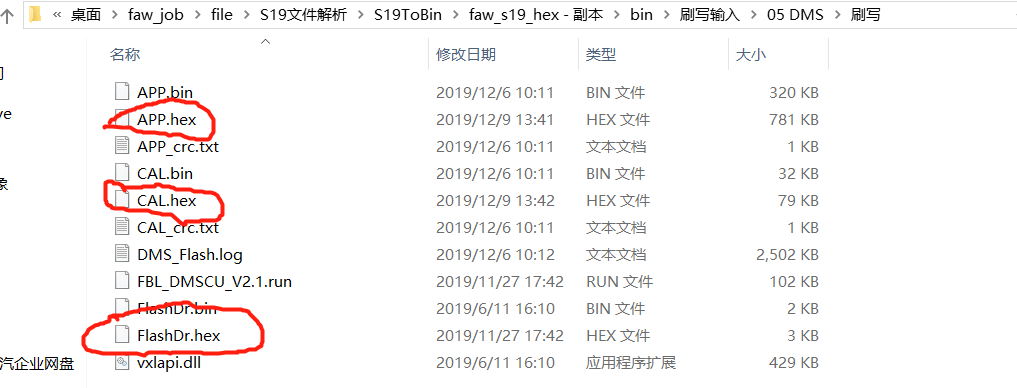 « 桌面 › faw_job › file › S19文件解析 › S19ToBin › faw_s19_hex - 副本 › bin › 刷写输入 › 05 DMS › 刷写
名称 修改日期 类型 大小
APP.bin 2019/12/6 10:11 BIN 文件 320 KB
APP.hex 2019/12/9 13:41 HEX 文件 781 KB
APP_crc.txt 2019/12/6 10:11 文本文档 1 KB
ve
CAL.bin 2019/12/6 10:11 BIN 文件 32 KB
象
CAL.hex 2019/12/9 13:42 HEX 文件 79 KB
CAL_crc.txt 2019/12/6 10:11 文本文档 1 KB
DMS_Flash.log 2019/12/6 10:12 文本文档 2,502 KB
FBL_DMSCU_V2.1.run 2019/11/27 17:42 RUN 文件 102 KB
FlashDr.bin 2019/6/11 16:10 BIN 文件 2 KB
FlashDr.hex 2019/11/27 17:42 HEX 文件 3 KB
汽企业网盘
vxlapi.dll 2019/6/11 16:10 应用程序扩展 429 KB